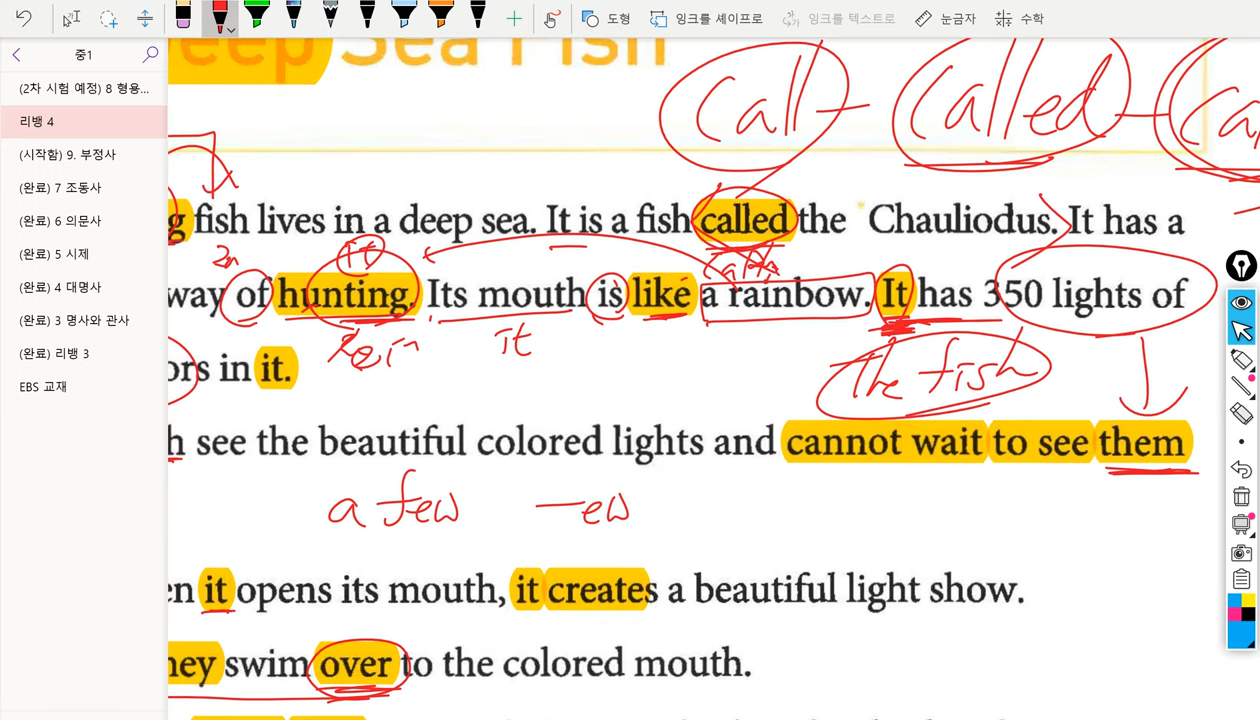 도형 잉크를 셰이프로 잉크를 텍스트로 눈금자 수학
중1
(2차 시험 예정) 8 형용...
리뱅 4
(시작함) 9. 부정사
(완료) 7 조동사
(완료) 6 의문사
(완료) 5 시제
(완료) 4 대명사
(완료) 3 명사와 관사
(완료) 리뱅 3
EBS 교재
eep Sea Fish
Call - Called -
g fish lives in a deep sea. It is a fish called the Chauliodus. It has a
way of hunting. Its mouth is like a rainbow. It has 350 lights of
it
the fish
ors in it.
h see the beautiful colored lights and cannot wait to see them
a few
en it opens its mouth, it creates a beautiful light show.
hey swim over to the colored mouth.